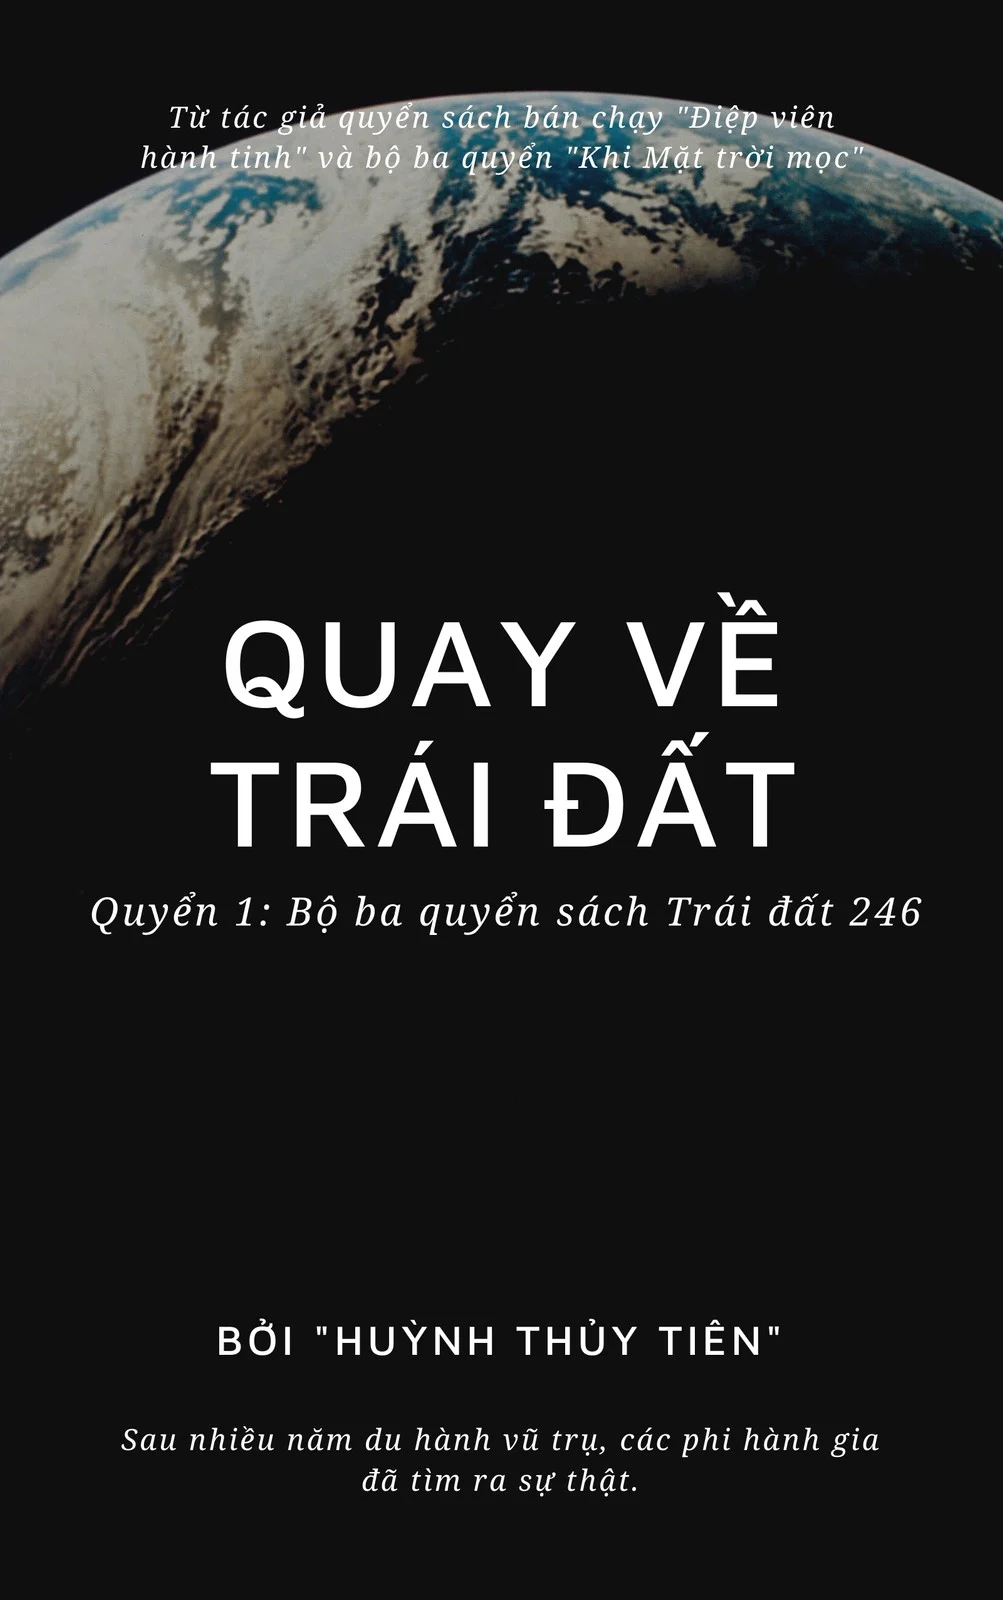 Từ tác giả quyển sách bán chạy "Điệp viên
hành tinh" và bộ ba quyển "Khi Mặt trời mọc"
QUAY VỀ
TRÁI ĐẤT
Quyển 1: Bộ ba quyển sách Trái đất 246
BỞI "HUỲNH THỦY TIÊN"
Sau nhiều năm du hành vũ trụ, các phi hành gia
đã tìm ra sự thật.